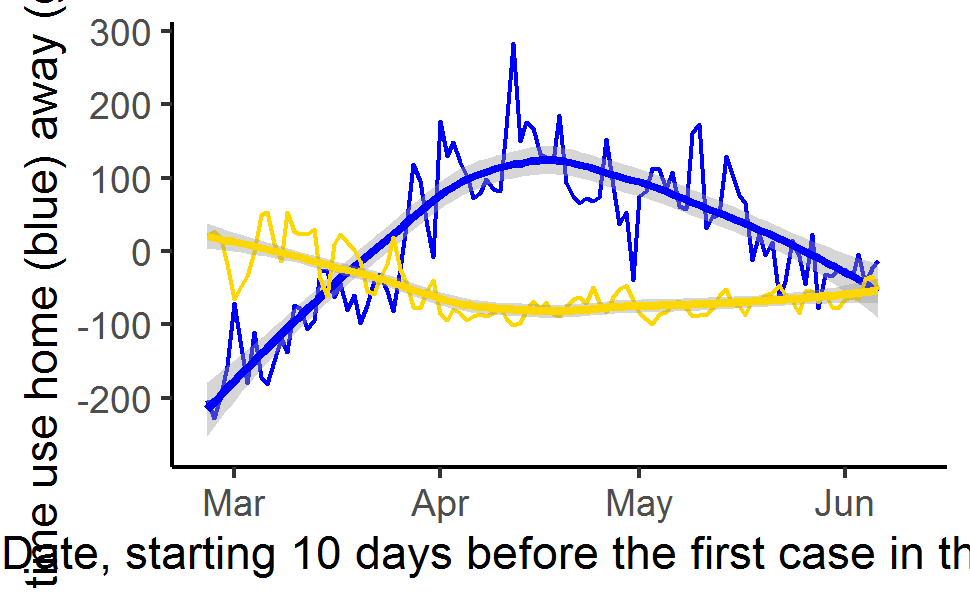 time use home (blue) away (
300
200
100
0
-100
-200
Mar Apr May Jun
Date, starting 10 days before the first case in th